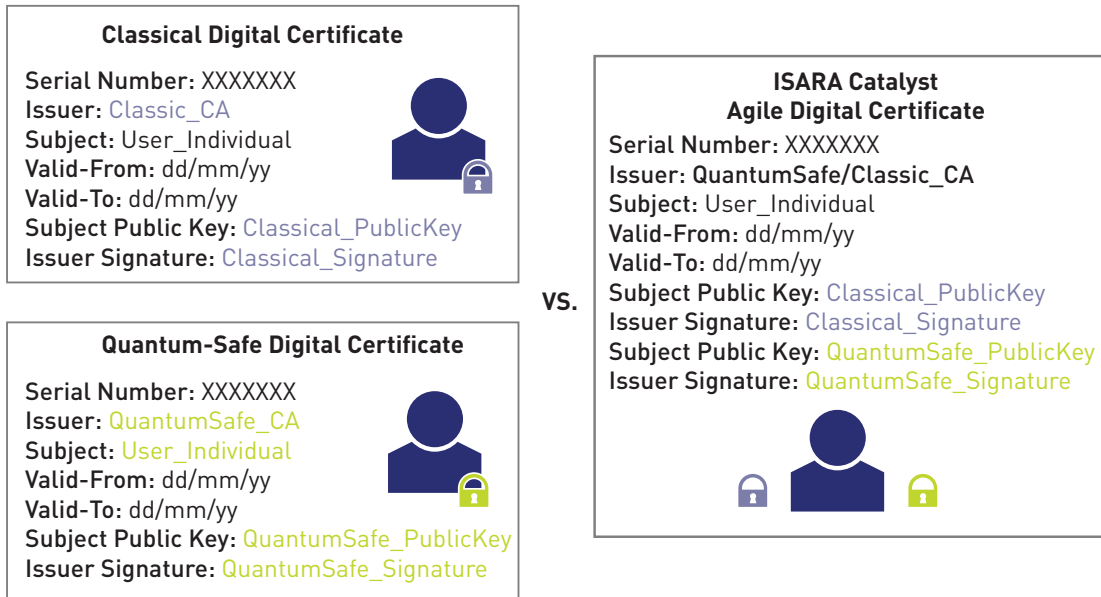 Classical Digital Certificate
Serial Number: XXXXXXX
Issuer: Classic_CA
Subject: User_Individual
Valid-From: dd/mm/yy
Valid-To: dd/mm/yy
Subject Public Key: Classical_PublicKey
Issuer Signature: Classical_Signature
Quantum-Safe Digital Certificate
Serial Number: XXXXXXX
Issuer: QuantumSafe_CA
Subject: User_Individual
Valid-From: dd/mm/yy
Valid-To: dd/mm/yy
Subject Public Key: QuantumSafe_PublicKey
Issuer Signature: QuantumSafe_Signature
VS.
ISARA Catalyst
Agile Digital Certificate
Serial Number: XXXXXXX
Issuer: QuantumSafe/Classic_CA
Subject: User_Individual
Valid-From: dd/mm/yy
Valid-To: dd/mm/yy
Subject Public Key: Classical_PublicKey
Issuer Signature: Classical_Signature
Subject Public Key: QuantumSafe_PublicKey
Issuer Signature: QuantumSafe_Signature